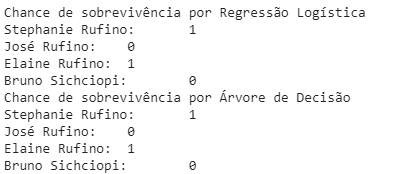 Chance de sobrevivência por Regressão Logística
Stephanie Rufino:       1
José Rufino:    0
Elaine Rufino:  1
Bruno Sichciopi:        0
Chance de sobrevivência por Árvore de Decisão
Stephanie Rufino:       1
José Rufino:    0
Elaine Rufino:  1
Bruno Sichciopi:        0